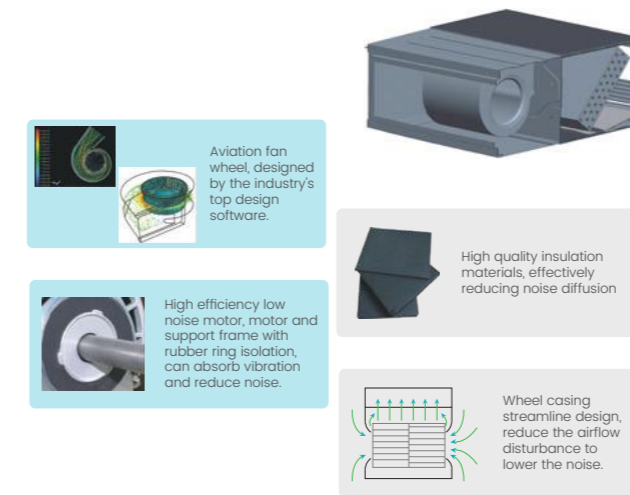 Aviation fan
wheel, designed
by the industry's
top design
software.
High efficiency low
noise motor, motor and
support frame with
rubber ring isolation,
can absorb vibration
and reduce noise.
High quality insulation
materials, effectively
reducing noise diffusion
Wheel casing
streamline design,
reduce the airflow
disturbance to
lower the noise.